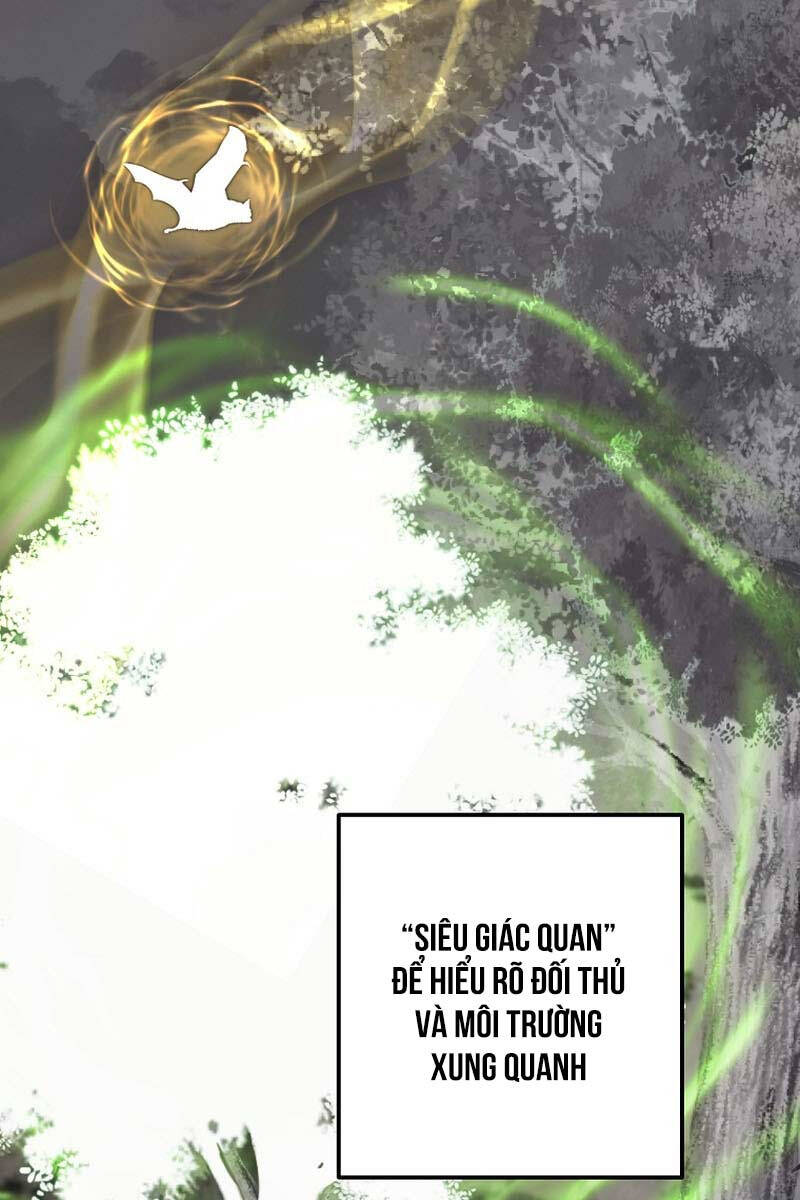 “SIÊU GIÁC QUAN”
ĐỂ HIỂU RÕ ĐỐI THỦ
VÀ MÔI TRƯỜNG
XUNG QUANH